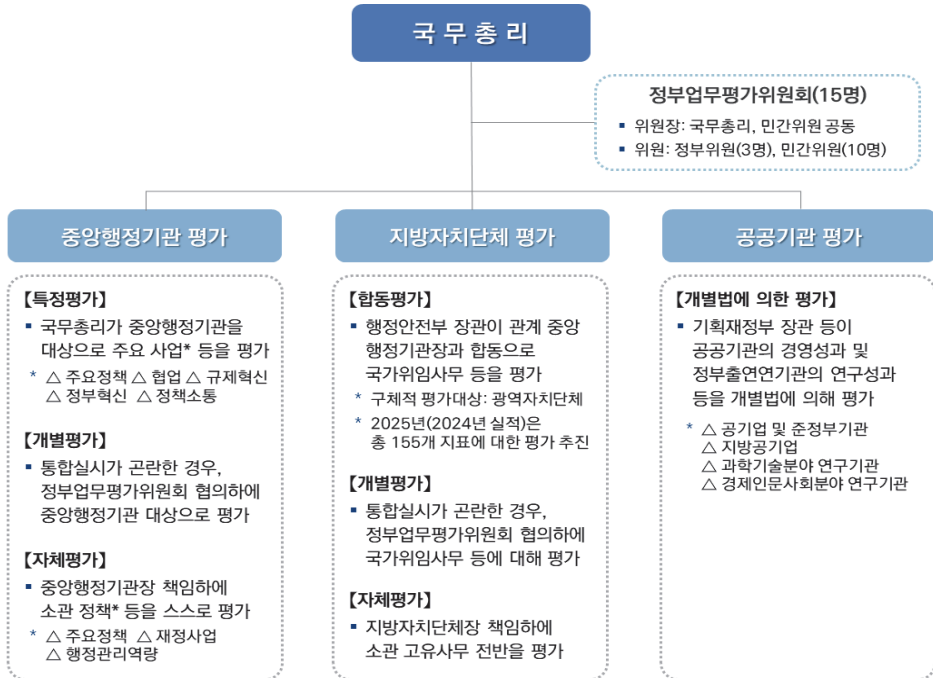 국 무 총 리
정부업무평가위원회(15명)
▪ 위원장: 국무총리, 민간위원 공동
▪ 위원: 정부위원(3명), 민간위원(10명)
중앙행정기관 평가
【특정평가】
▪ 국무총리가 중앙행정기관을
대상으로 주요 사업* 등을 평가
* △ 주요정책 △ 협업 △ 규제혁신
△ 정부혁신 △ 정책소통
【개별평가】
▪ 통합실시가 곤란한 경우,
정부업무평가위원회 협의하에
중앙행정기관 대상으로 평가
【자체평가】
▪ 중앙행정기관장 책임하에
소관 정책* 등을 스스로 평가
* △ 주요정책 △ 재정사업
△ 행정관리역량
지방자치단체 평가
【합동평가】
▪ 행정안전부 장관이 관계 중앙
행정기관장과 합동으로
국가위임사무 등을 평가
* 구체적 평가대상: 광역자치단체
* 2025년(2024년 실적)은
총 155개 지표에 대한 평가 추진
【개별평가】
▪ 통합실시가 곤란한 경우,
정부업무평가위원회 협의하에
국가위임사무 등에 대해 평가
【자체평가】
▪ 지방자치단체장 책임하에
소관 고유사무 전반을 평가
공공기관 평가
【개별법에 의한 평가】
▪ 기획재정부 장관 등이
공공기관의 경영성과 및
정부출연연기관의 연구성과
등을 개별법에 의해 평가
* △ 공기업 및 준정부기관
△ 지방공기업
△ 과학기술분야 연구기관
△ 경제인문사회분야 연구기관